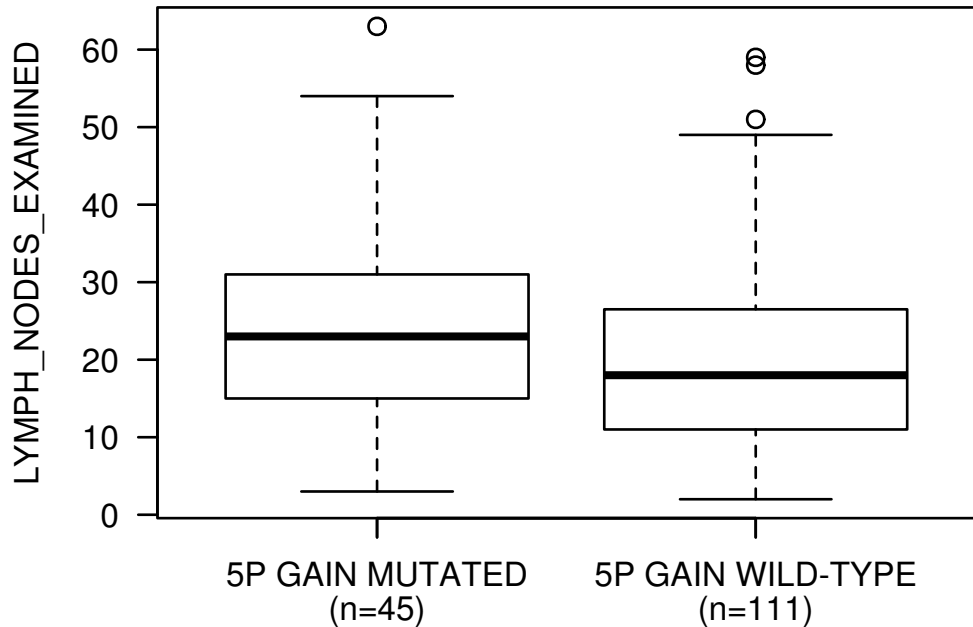 LYMPH_NODES_EXAMINED
60
50
40
30
20
10
0
5P GAIN MUTATED
(n=45)
5P GAIN WILD-TYPE
(n=111)